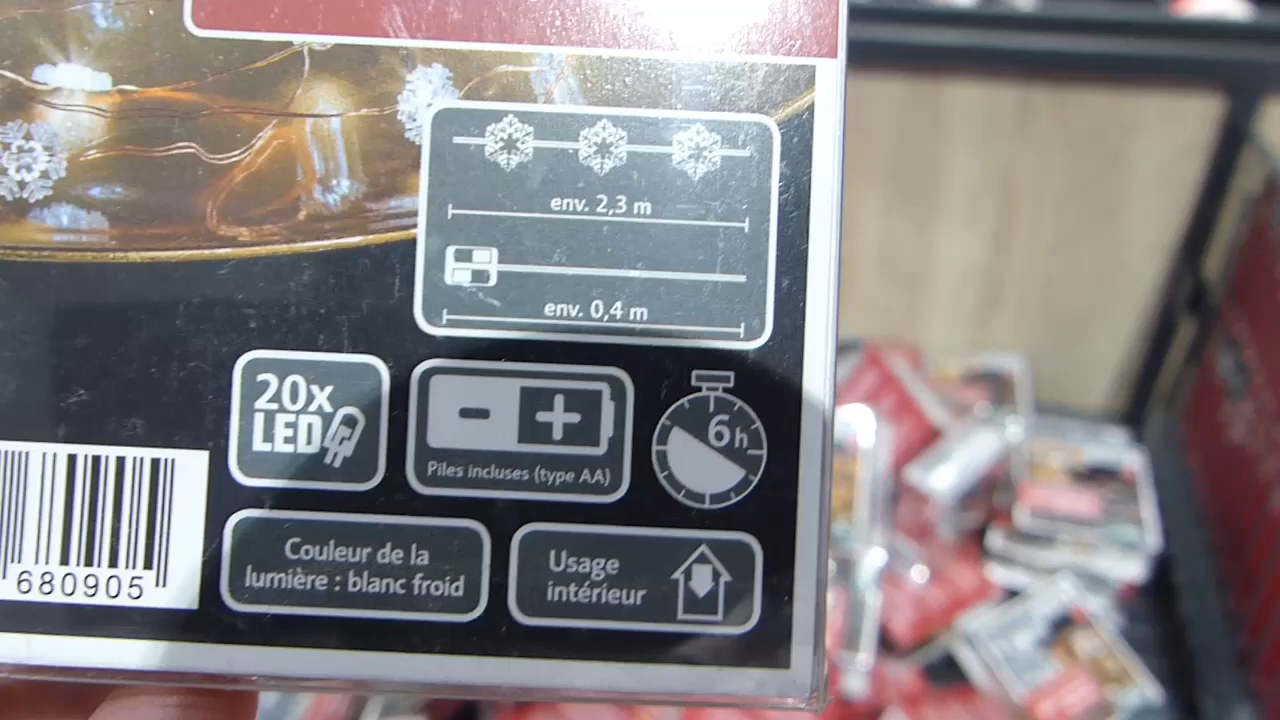 env. 2,3 m
env. 0,4 m
20x
LED
- +
6h
Piles incluses (type AA)
Couleur de la
lumière : blanc froid
Usage
intérieur
680905